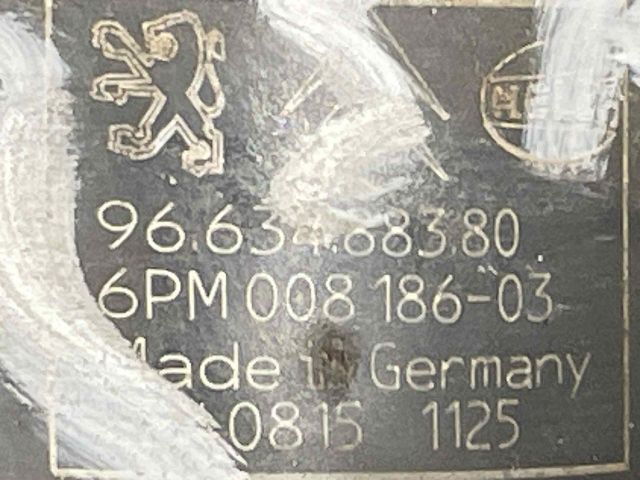 96.634.883.80
6PM 008 186-03
Made in Germany
0815 1125